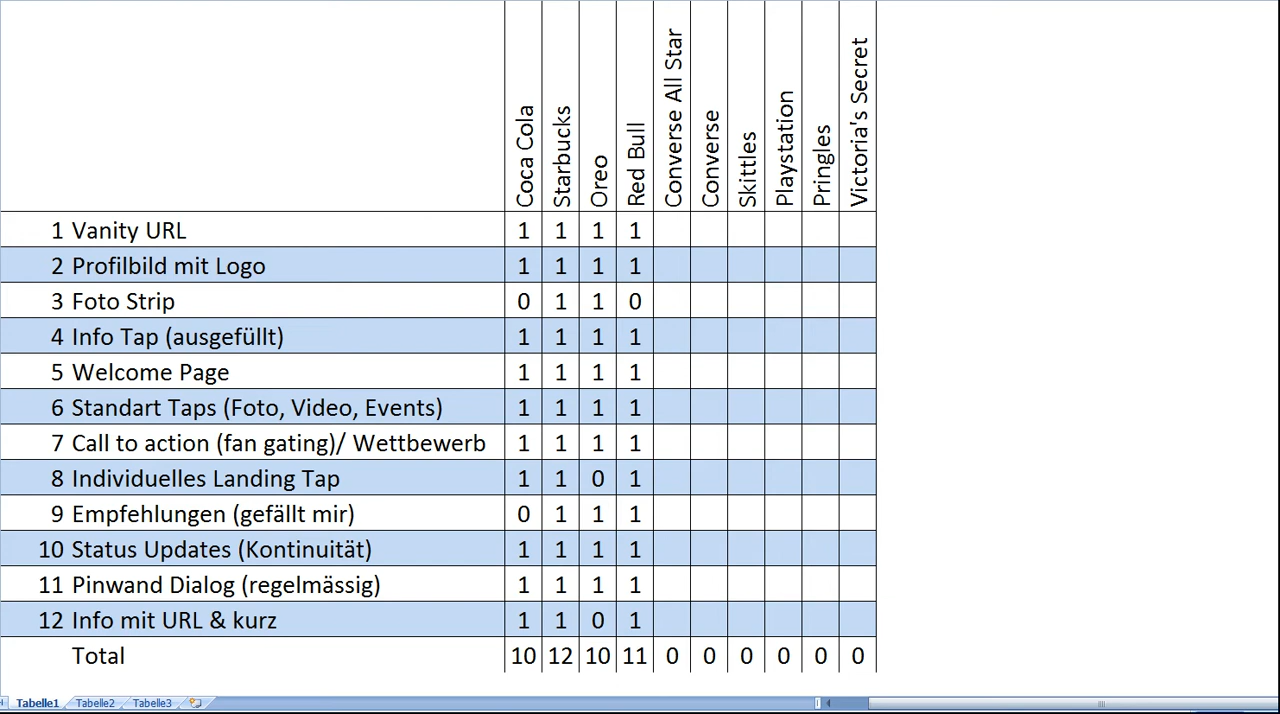 Coca Cola Starbucks Oreo Red Bull Converse All Star Converse Skittles Playstation Pringles Victoria's Secret
1 Vanity URL 1 1 1 1
2 Profilbild mit Logo 1 1 1 1
3 Foto Strip 0 1 1 0
4 Info Tap (ausgefüllt) 1 1 1 1
5 Welcome Page 1 1 1 1
6 Standart Taps (Foto, Video, Events) 1 1 1 1
7 Call to action (fan gating)/ Wettbewerb 1 1 1 1
8 Individuelles Landing Tap 1 1 0 1
9 Empfehlungen (gefällt mir) 0 1 1 1
10 Status Updates (Kontinuität) 1 1 1 1
11 Pinwand Dialog (regelmässig) 1 1 1 1
12 Info mit URL & kurz 1 1 0 1
Total 10 12 10 11 0 0 0 0 0 0
Tabelle1 Tabelle2 Tabelle3